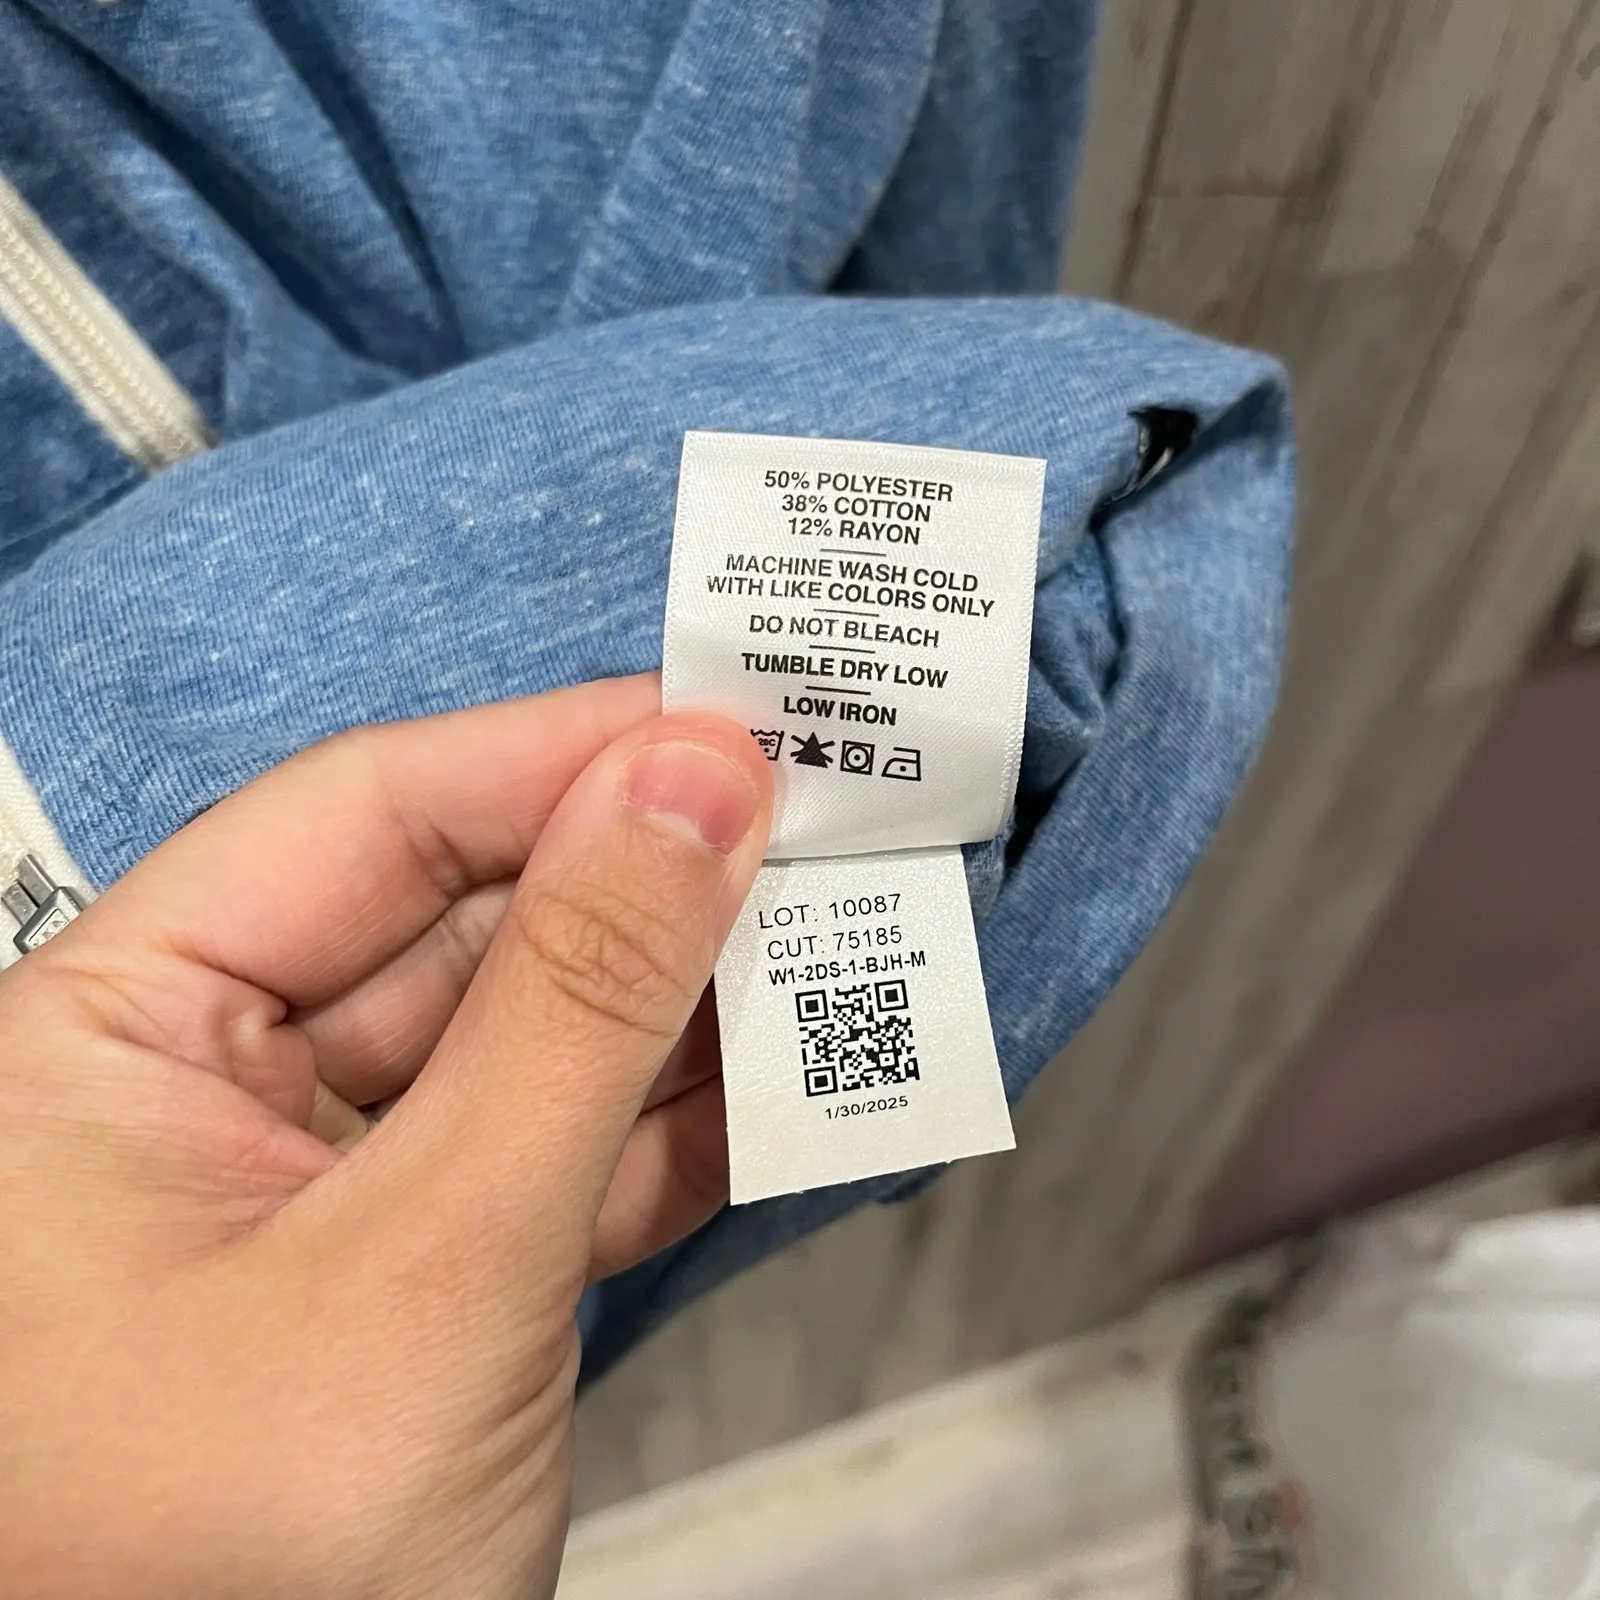 50% POLYESTER
38% COTTON
12% RAYON
MACHINE WASH COLD
WITH LIKE COLORS ONLY
DO NOT BLEACH
TUMBLE DRY LOW
LOW IRON
LOT: 10087
CUT: 75185
W1-2DS-1-BJH-M
1/30/2025